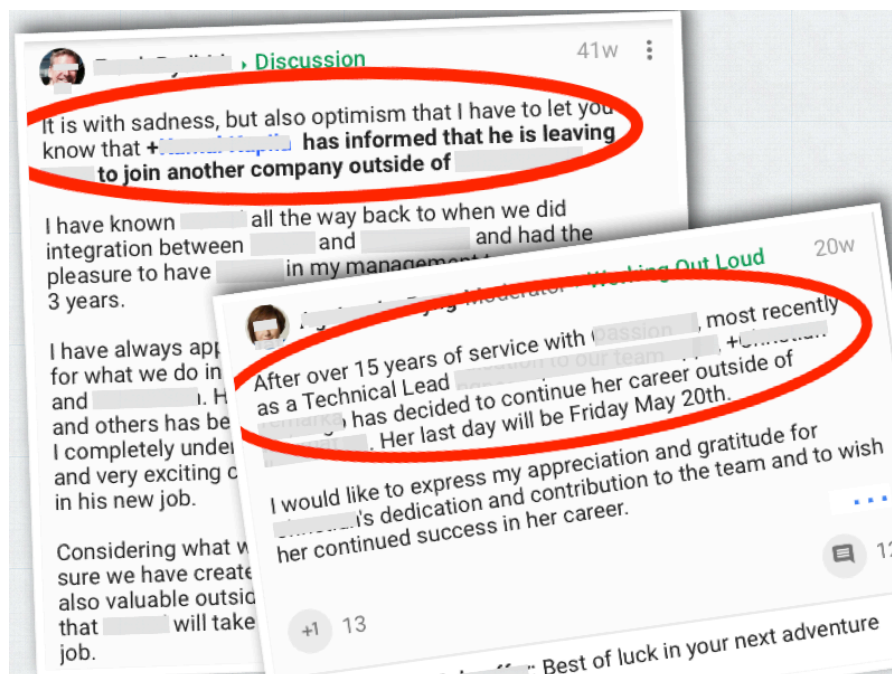 Discussion
41w
It is with sadness, but also optimism that I have to let you
know that + has informed that he is leaving
to join another company outside of
I have known all the way back to when we did
integration between and and had the
pleasure to have in my management
3 years.
I have always app
for what we do in
and H
and others has be
I completely unde
and very exciting c
in his new job.
Considering what w
sure we have create
also valuable outsid
that will take
job.
Moderator Working Out Loud
20w
After over 15 years of service with , most recently
as a Technical Lead , +
, has decided to continue her career outside of
. Her last day will be Friday May 20th.
I would like to express my appreciation and gratitude for
's dedication and contribution to the team and to wish
her continued success in her career.
...
+1 13
12
: Best of luck in your next adventure